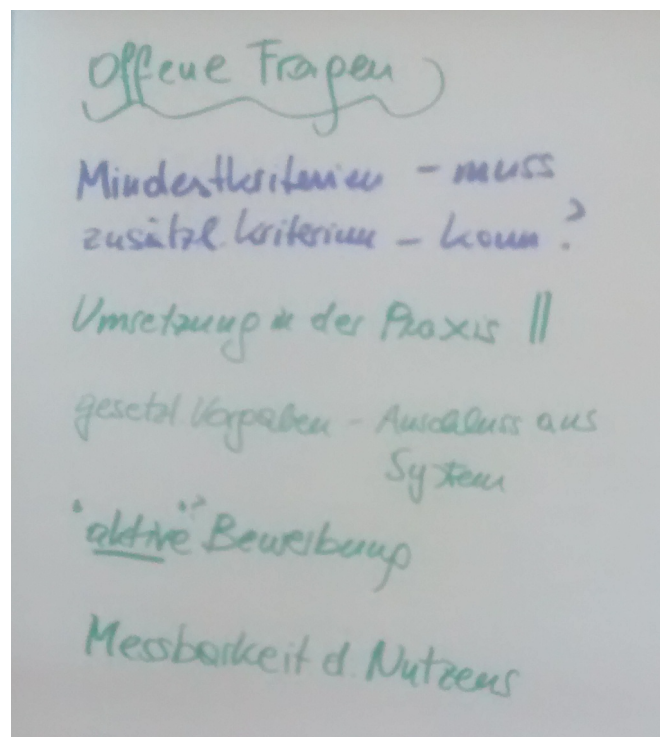 Offene Fragen
Mindestkriterien - muss
zusätzl. Kriterium - kann ?
Umsetzung in der Praxis ||
gesetzl Vorgaben - Ausschluss aus
System
"aktive" Bewerbung
Messbarkeit d. Nutzens